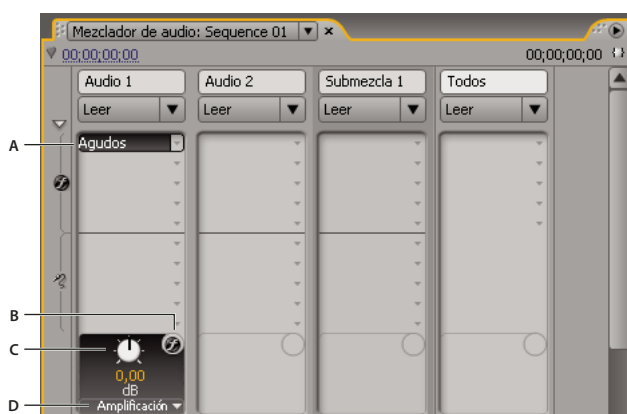 Mezclador de audio: Sequence 01
00;00;00;00
00;00;00;00
Audio 1
Audio 2
Submezcla 1
Todos
Leer
Leer
Leer
Leer
A
Agudos
B
C
0,00
dB
D
Amplificación